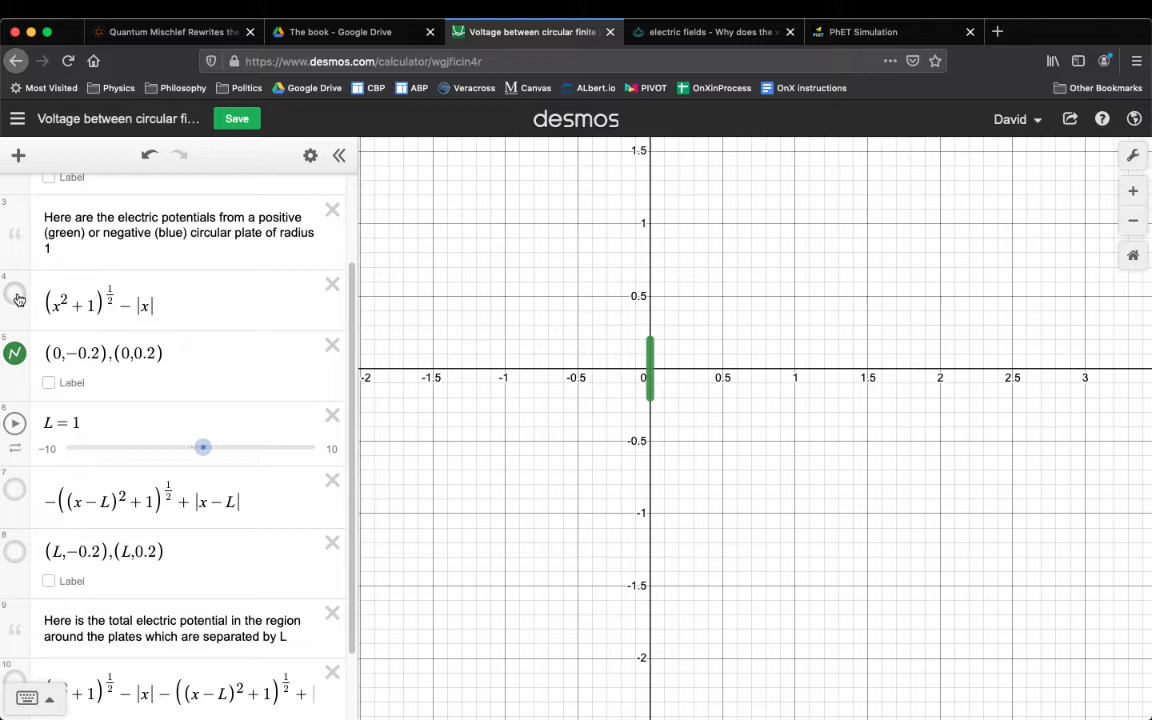 Quantum Mischief Rewrites the
The book - Google Drive
Voltage between circular finite
electric fields - Why does the v
PhET Simulation
https://www.desmos.com/calculator/wgjficin4r
Most Visited Physics Philosophy Politics Google Drive CBP ABP Veracross Canvas ALbert.io PIVOT OnXinProcess OnX instructions Other Bookmarks
Voltage between circular fi... Save desmos David
Label
3
Here are the electric potentials from a positive
(green) or negative (blue) circular plate of radius
1
4
(x² + 1)^(1/2) − |x|
5
(0,−0.2),(0,0.2)
Label
6
L = 1
−10 10
7
−((x − L)² + 1)^(1/2) + |x − L|
8
(L,−0.2),(L,0.2)
Label
9
Here is the total electric potential in the region
around the plates which are separated by L
10
+ 1)^(1/2) − |x| − ((x − L)² + 1)^(1/2) + |
1.5
1
0.5
-2 -1.5 -1 -0.5 0 0.5 1 1.5 2 2.5 3
-0.5
-1
-1.5
-2